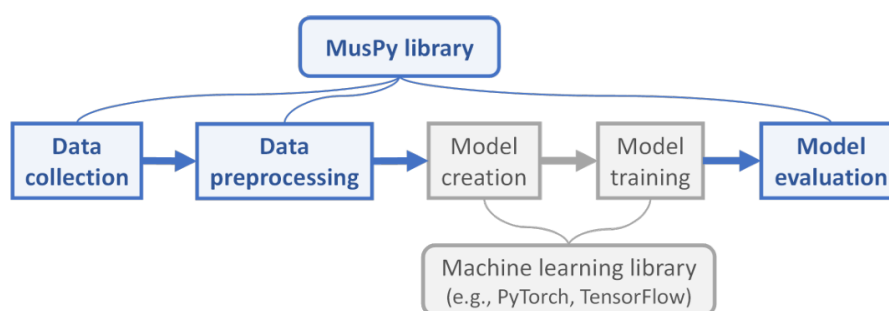 MusPy library
Data
collection
Data
preprocessing
Model
creation
Model
training
Model
evaluation
Machine learning library
(e.g., PyTorch, TensorFlow)